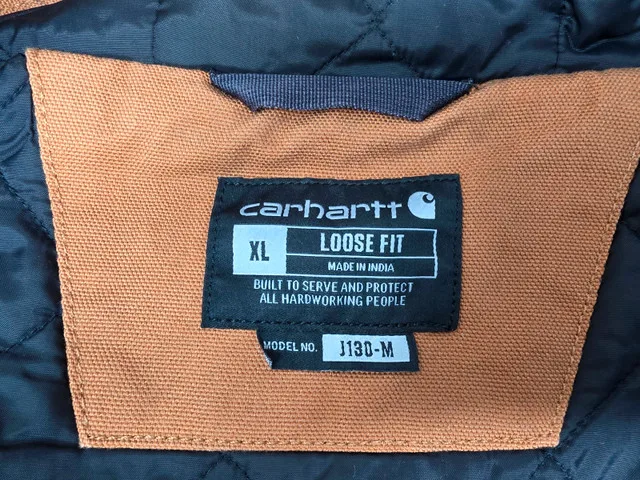 carhartt
XL LOOSE FIT
MADE IN INDIA
BUILT TO SERVE AND PROTECT
ALL HARDWORKING PEOPLE
MODEL NO. J130-M